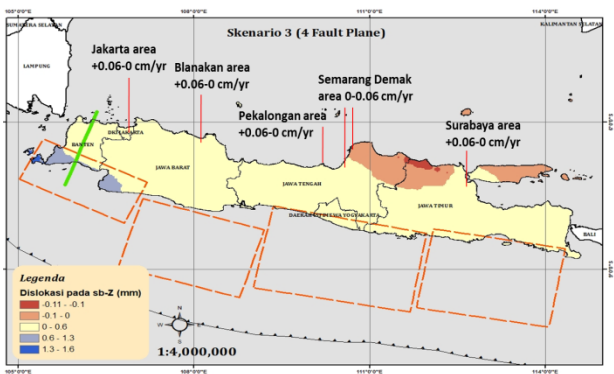 SUMATERA SELATAN
KALIMANTAN SELATAN
Skenario 3 (4 Fault Plane)
LAMPUNG
Jakarta area
+0.06-0 cm/yr
Blanakan area
+0.06-0 cm/yr
Semarang Demak
area 0-0.06 cm/yr
Pekalongan area
+0.06-0 cm/yr
Surabaya area
+0.06-0 cm/yr
DKI JAKARTA
BANTEN
JAWA BARAT
JAWA TENGAH
JAWA TIMUR
DAERAH ISTIMEWA YOGYAKARTA
BALI
Legenda
Dislokasi pada sb-Z (mm)
-0.11 - -0.1
-0.1 - 0
0 - 0.6
0.6 - 1.3
1.3 - 1.6
N
W
E
S
1:4,000,000